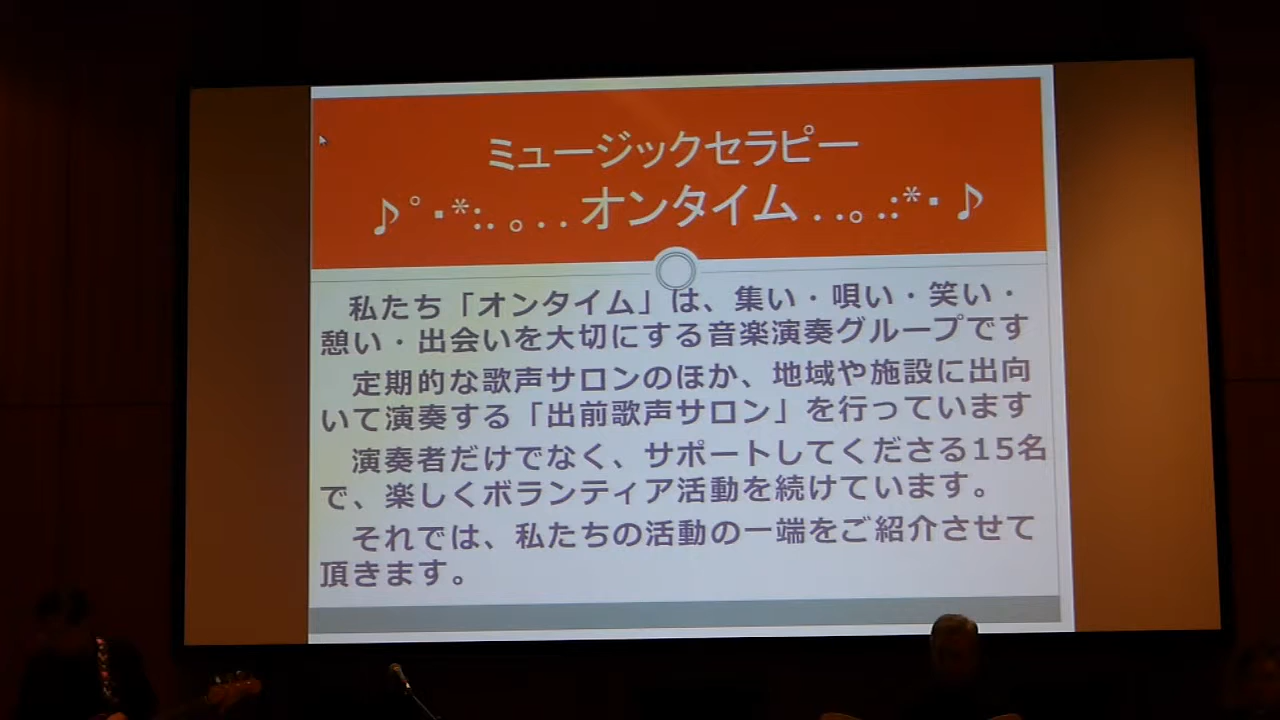 ミュージックセラピー
♪ﾟ･*:.｡..オンタイム..｡.:*･♪
私たち「オンタイム」は、集い・唄い・笑い・
憩い・出会いを大切にする音楽演奏グループです
定期的な歌声サロンのほか、地域や施設に出向
いて演奏する「出前歌声サロン」を行っています
演奏者だけでなく、サポートしてくださる15名
で、楽しくボランティア活動を続けています。
それでは、私たちの活動の一端をご紹介させて
頂きます。